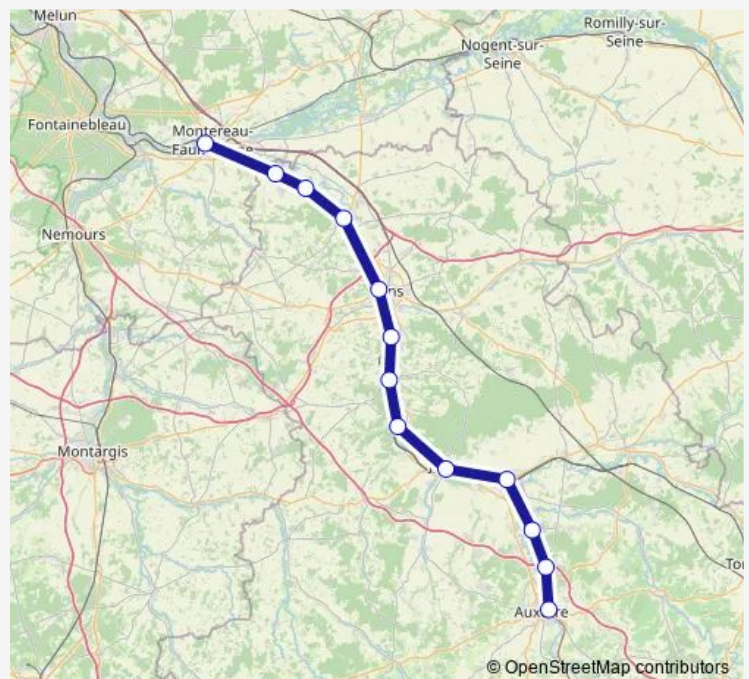 Melun
Romilly-sur-
Seine
Nogent-sur-
Seine
Fontainebleau
Montereau-
Nemours
Montargis
© OpenStreetMap contributors